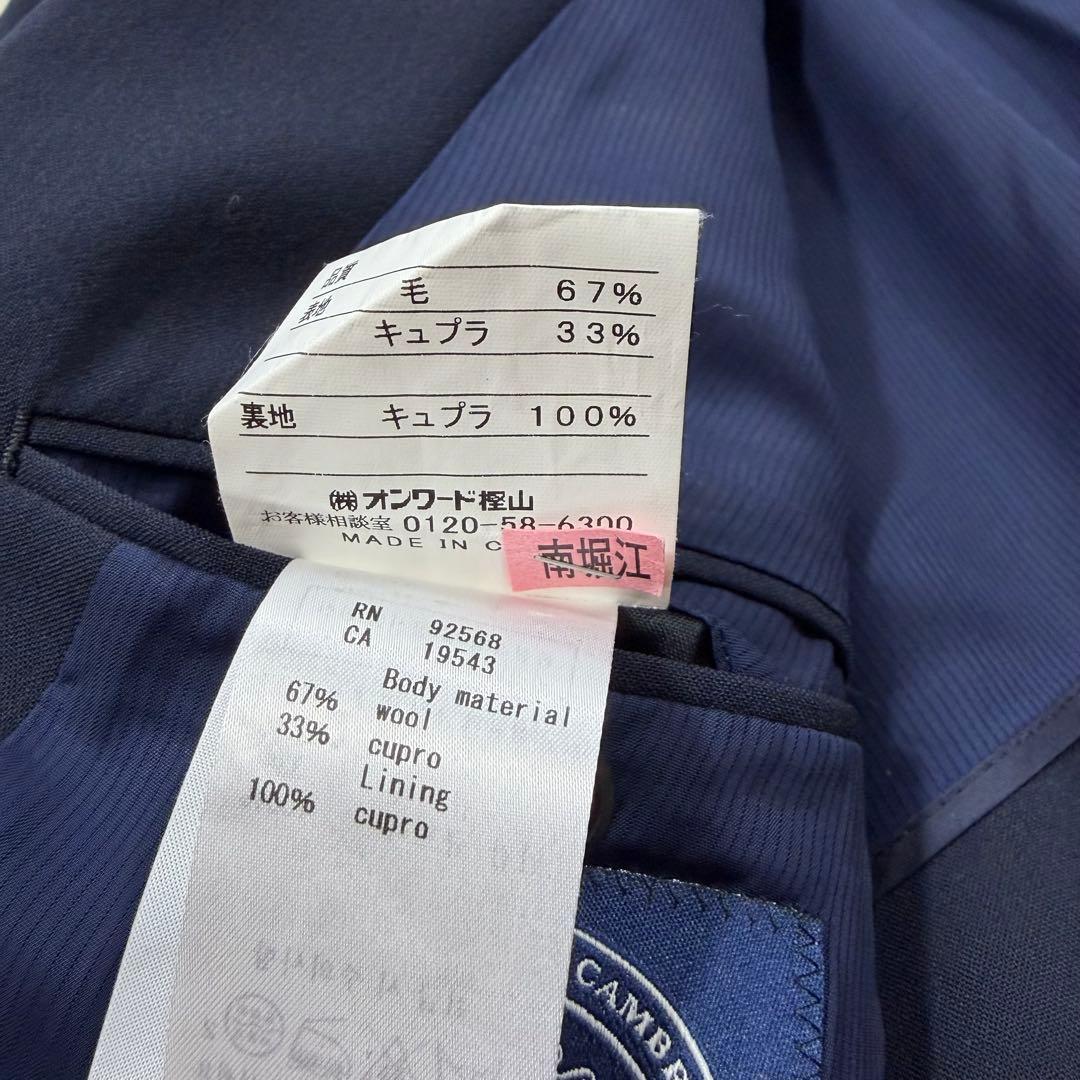 品質
表地 毛 67%
キュプラ 33%
裏地 キュプラ 100%
㈱オンワード樫山
お客様相談室 0120-58-6300
MADE IN C
南堀江
RN 92568
CA 19543
Body material
67% wool
33% cupro
Lining
100% cupro
CAMBR